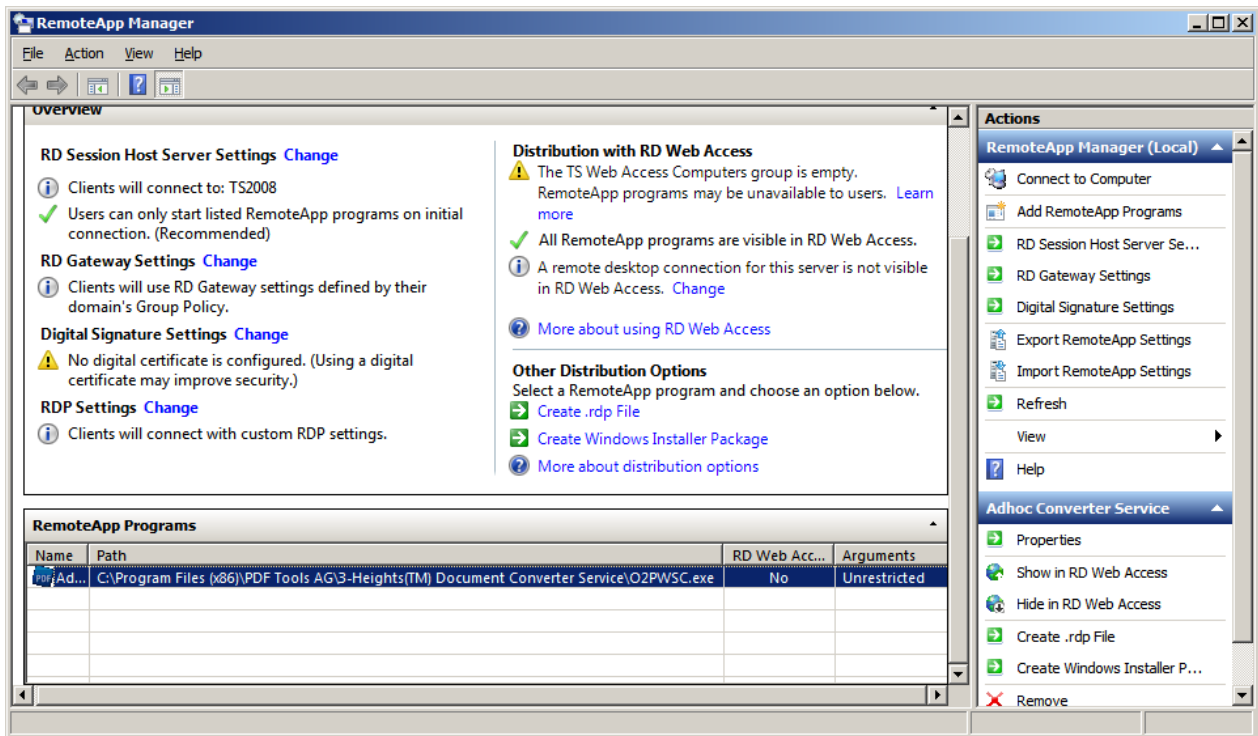 RemoteApp Manager
File Action View Help
Overview
RD Session Host Server Settings Change
Clients will connect to: TS2008
Users can only start listed RemoteApp programs on initial
connection. (Recommended)
RD Gateway Settings Change
Clients will use RD Gateway settings defined by their
domain's Group Policy.
Digital Signature Settings Change
No digital certificate is configured. (Using a digital
certificate may improve security.)
RDP Settings Change
Clients will connect with custom RDP settings.
Distribution with RD Web Access
The TS Web Access Computers group is empty.
RemoteApp programs may be unavailable to users. Learn
more
All RemoteApp programs are visible in RD Web Access.
A remote desktop connection for this server is not visible
in RD Web Access. Change
More about using RD Web Access
Other Distribution Options
Select a RemoteApp program and choose an option below.
Create .rdp File
Create Windows Installer Package
More about distribution options
RemoteApp Programs
Name Path RD Web Acc... Arguments
PDF Ad... C:\Program Files (x86)\PDF Tools AG\3-Heights(TM) Document Converter Service\O2PWSC.exe No Unrestricted
Actions
RemoteApp Manager (Local)
Connect to Computer
Add RemoteApp Programs
RD Session Host Server Se...
RD Gateway Settings
Digital Signature Settings
Export RemoteApp Settings
Import RemoteApp Settings
Refresh
View
Help
Adhoc Converter Service
Properties
Show in RD Web Access
Hide in RD Web Access
Create .rdp File
Create Windows Installer P...
Remove